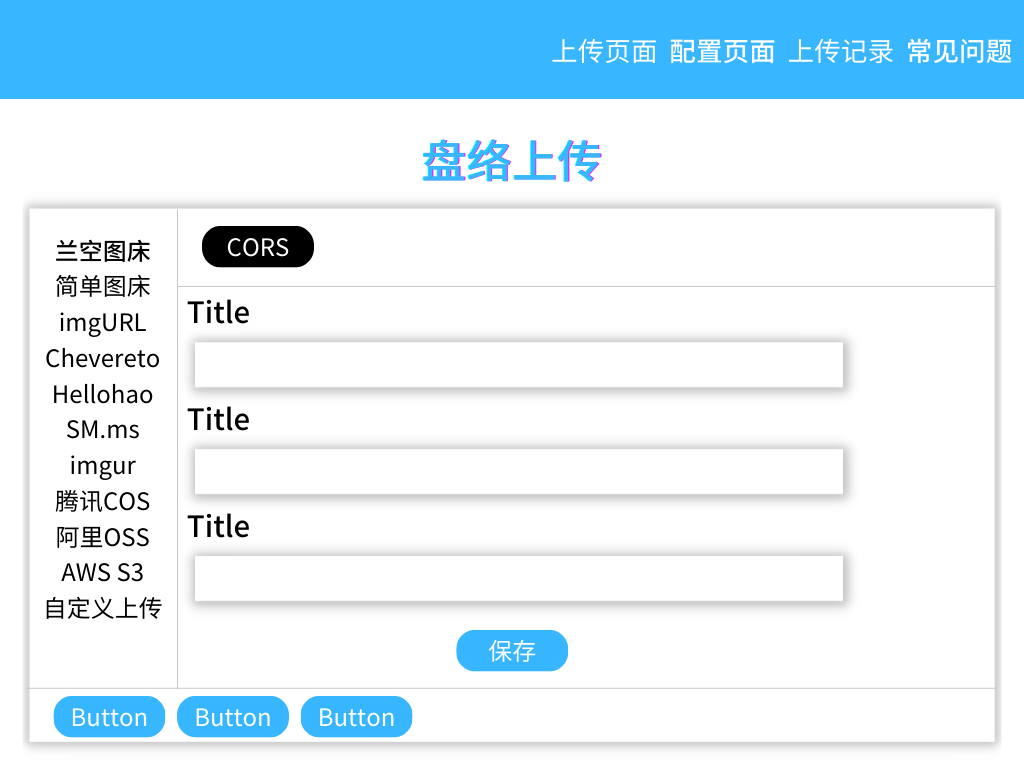 上传页面 配置页面 上传记录 常见问题
盘络上传
兰空图床
简单图床
imgURL
Chevereto
Hellohao
SM.ms
imgur
腾讯COS
阿里OSS
AWS S3
自定义上传
CORS
Title
Title
Title
保存
Button Button Button